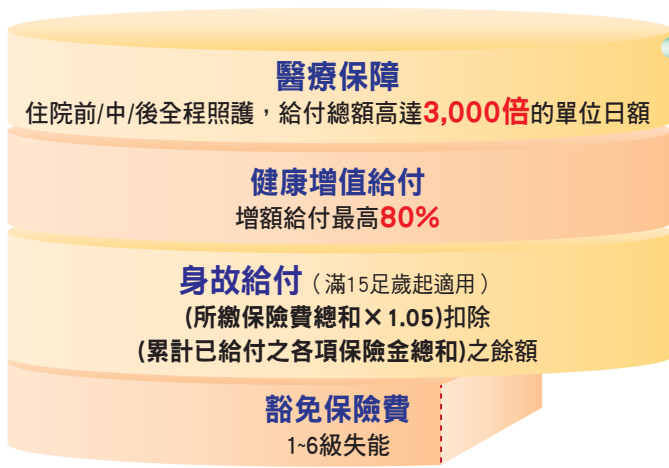 醫療保障
住院前/中/後全程照護，給付總額高達3,000倍的單位日額
健康增值給付
增額給付最高80%
身故給付（滿15足歲起適用）
(所繳保險費總和×1.05)扣除
(累計已給付之各項保險金總和)之餘額
豁免保險費
1~6級失能